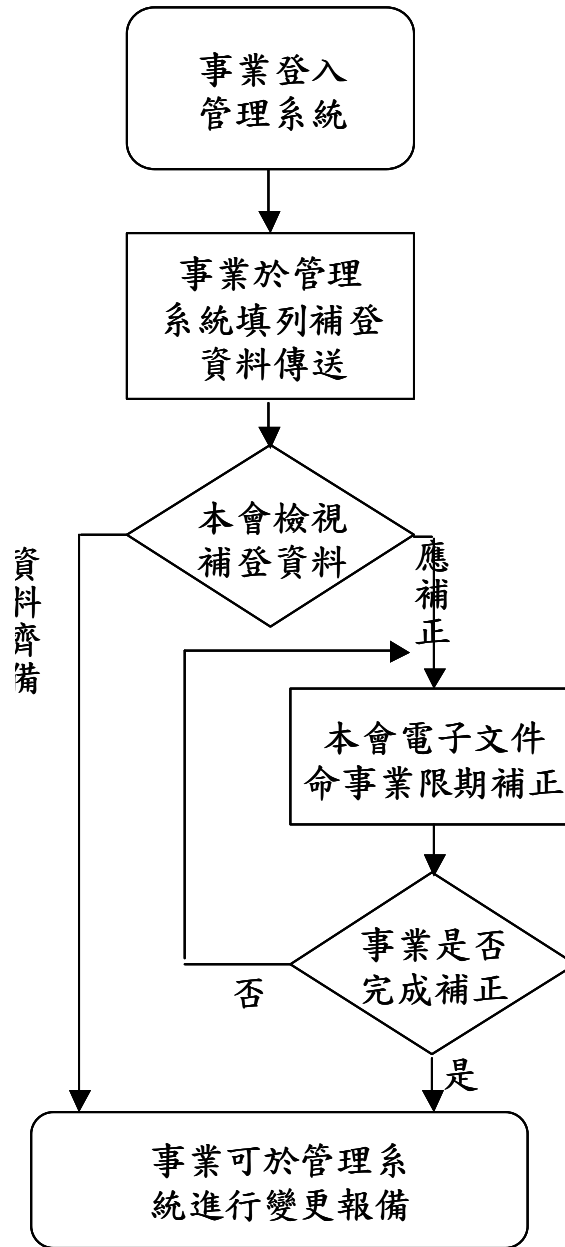 事業登入
管理系統
事業於管理
系統填列補登
資料傳送
本會檢視
補登資料
資料齊備
應補正
本會電子文件
命事業限期補正
事業是否
完成補正
否
是
事業可於管理系
統進行變更報備